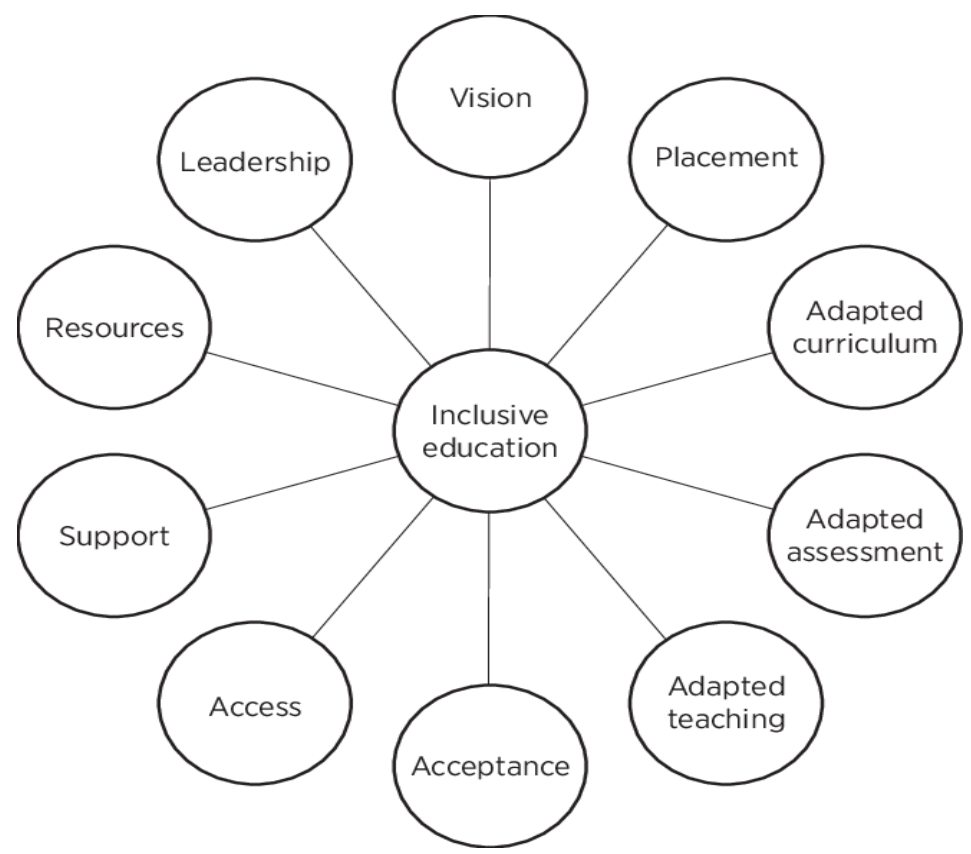 Vision
Placement
Adapted
curriculum
Adapted
assessment
Adapted
teaching
Acceptance
Access
Support
Resources
Leadership
Inclusive
education